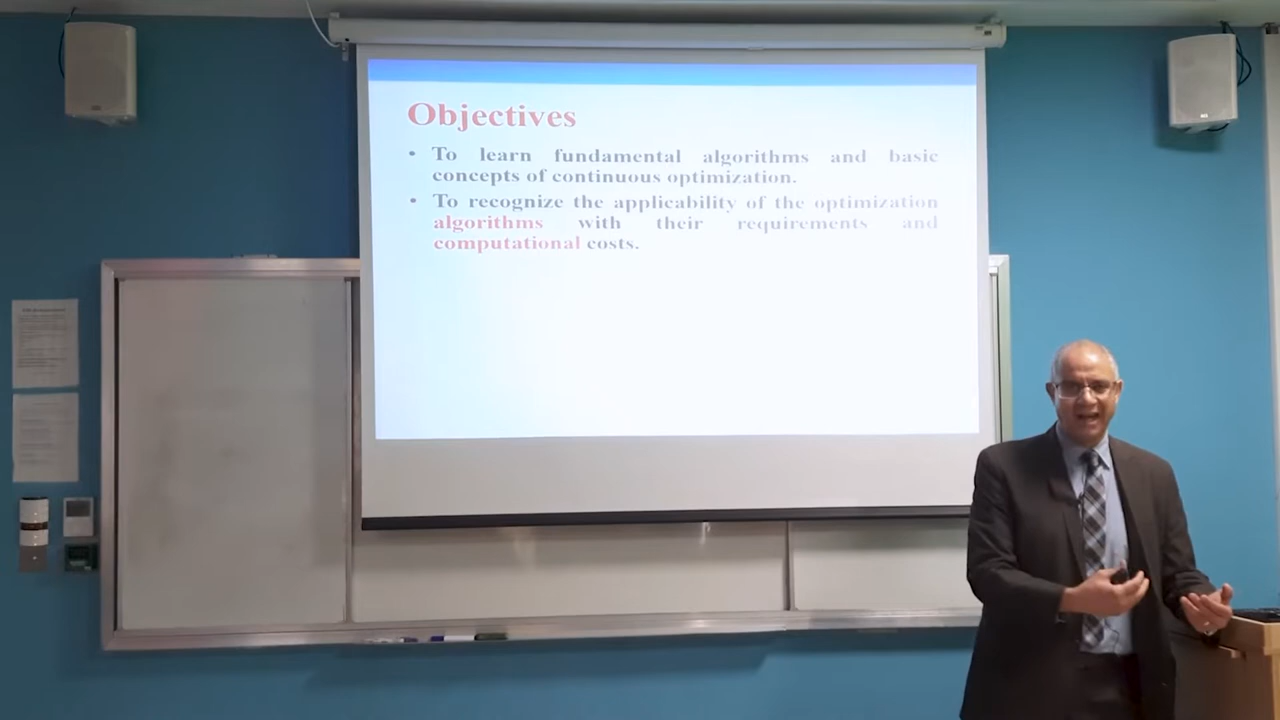 Objectives
• To learn fundamental algorithms and basic
concepts of continuous optimization.
• To recognize the applicability of the optimization
algorithms with their requirements and
computational costs.